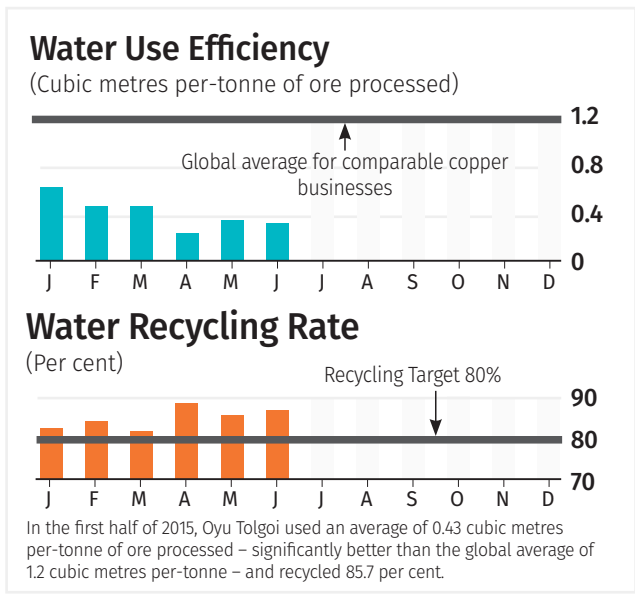 Water Use Efficiency
(Cubic metres per-tonne of ore processed)
1.2
Global average for comparable copper
businesses
0.8
0.4
0
J F M A M J J A S O N D
Water Recycling Rate
(Per cent)
Recycling Target 80%
90
80
70
J F M A M J J A S O N D
In the first half of 2015, Oyu Tolgoi used an average of 0.43 cubic metres
per-tonne of ore processed – significantly better than the global average of
1.2 cubic metres per-tonne – and recycled 85.7 per cent.